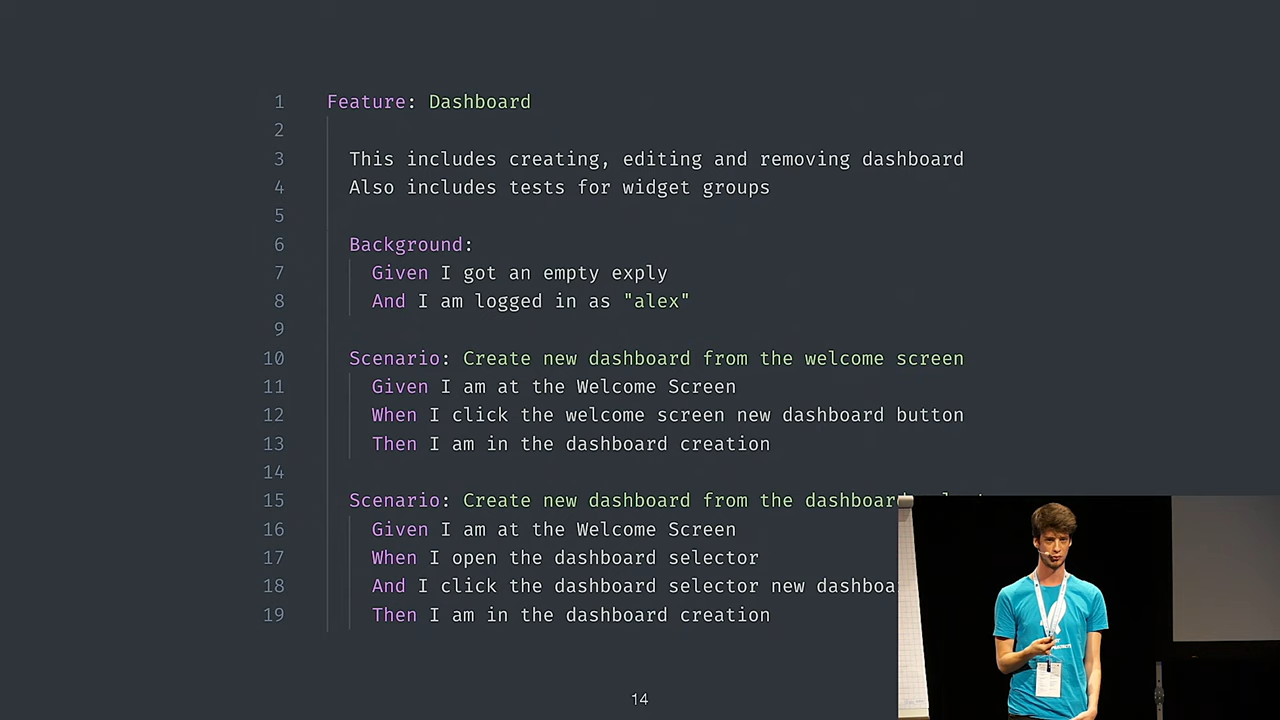 1 Feature: Dashboard
2
3 This includes creating, editing and removing dashboard
4 Also includes tests for widget groups
5
6 Background:
7 Given I got an empty exply
8 And I am logged in as "alex"
9
10 Scenario: Create new dashboard from the welcome screen
11 Given I am at the Welcome Screen
12 When I click the welcome screen new dashboard button
13 Then I am in the dashboard creation
14
15 Scenario: Create new dashboard from the
16 Given I am at the Welcome Screen
17 When I open the dashboard selector
18 And I click the dashboard selector new
19 Then I am in the dashboard creation
14